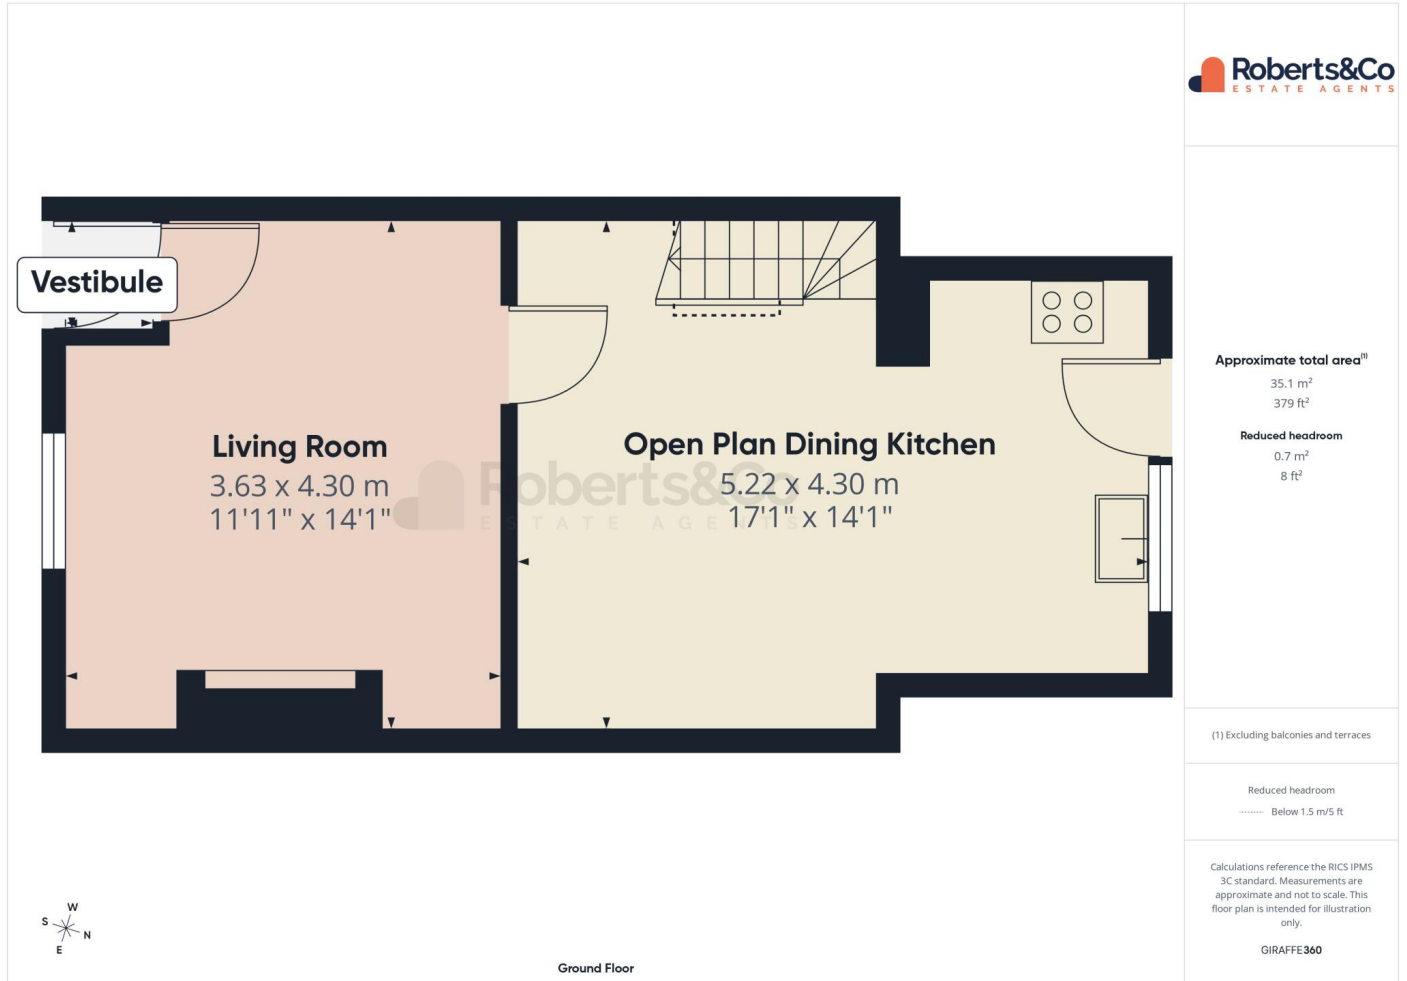 Roberts&Co
ESTATE AGENTS
Vestibule
Living Room
3.63 x 4.30 m
11'11" x 14'1"
Open Plan Dining Kitchen
5.22 x 4.30 m
17'1" x 14'1"
Roberts&Co
ESTATE AGENTS
Approximate total area⁽¹⁾
35.1 m²
379 ft²
Reduced headroom
0.7 m²
8 ft²
(1) Excluding balconies and terraces
Reduced headroom
Below 1.5 m/5 ft
Calculations reference the RICS IPMS
3C standard. Measurements are
approximate and not to scale. This
floor plan is intended for illustration
only.
GIRAFFE360
W
S
N
E
Ground Floor